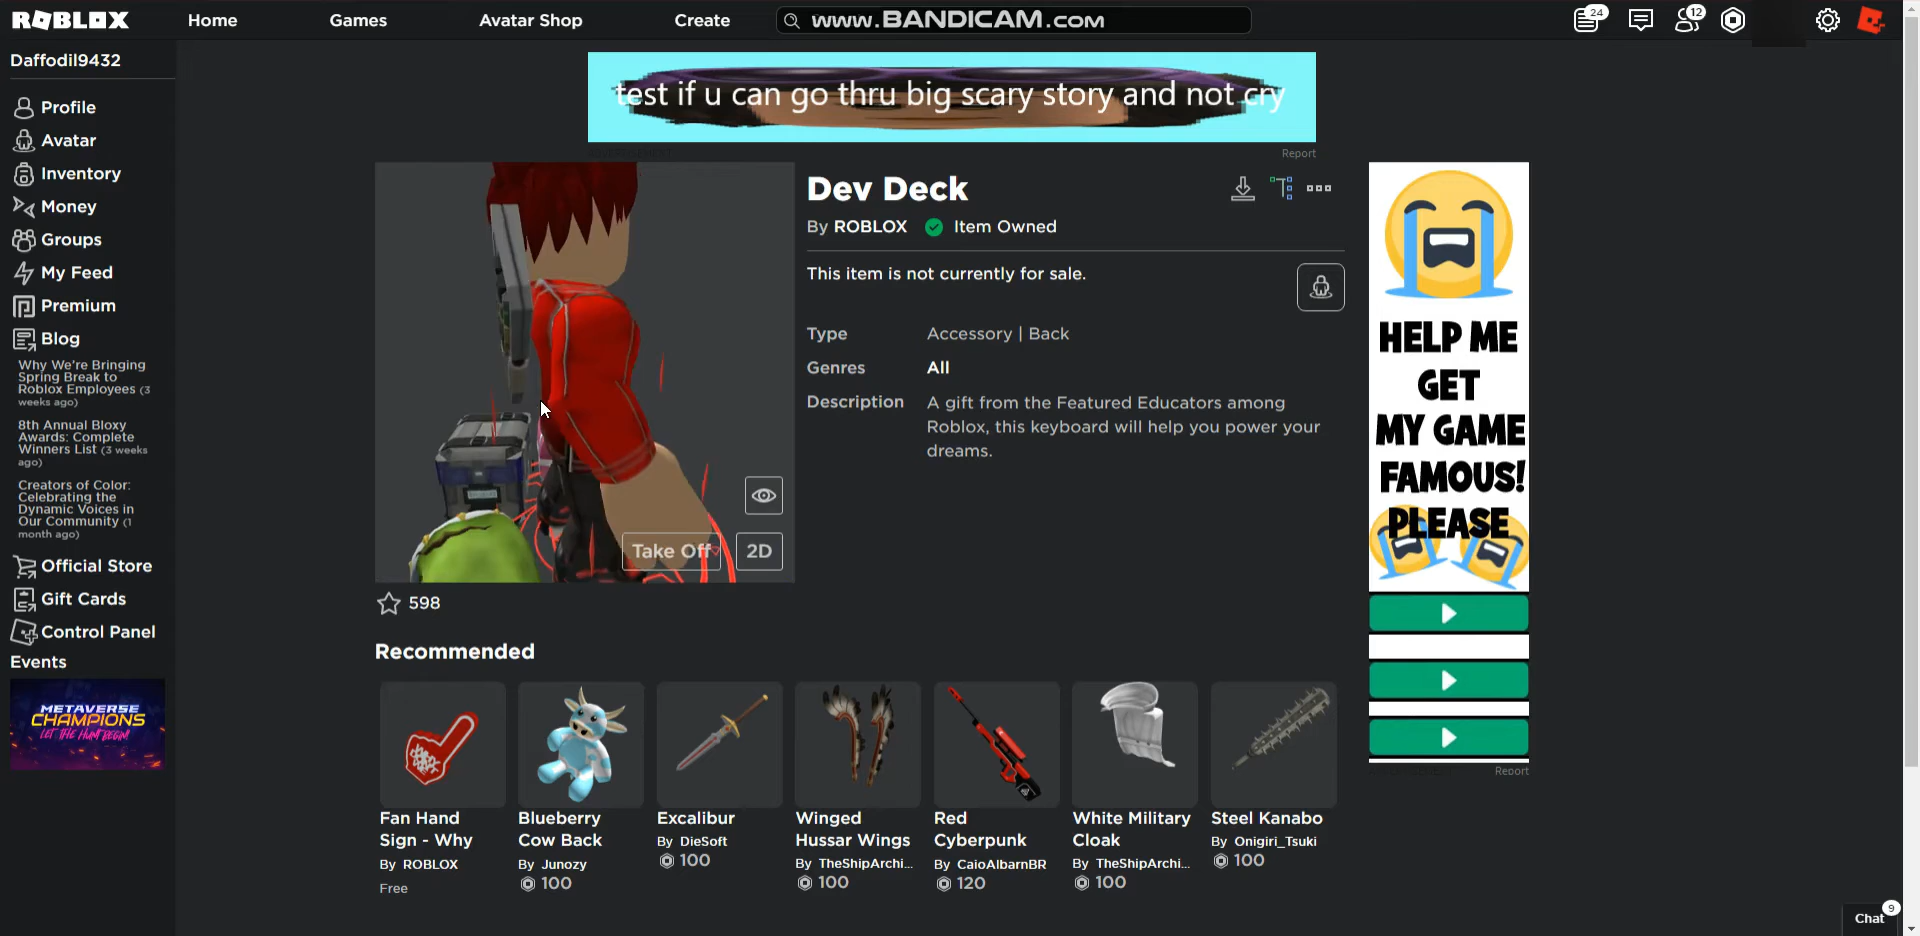 ROBLOX
Home
Games
Avatar Shop
Create
www.BANDICAM.com
24
12
Daffodil9432
Profile
Avatar
Inventory
Money
Groups
My Feed
Premium
Blog
Why We're Bringing
Spring Break to
Roblox Employees (3
weeks ago)
8th Annual Bloxy
Awards: Complete
Winners List (3 weeks
ago)
Creators of Color:
Celebrating the
Dynamic Voices in
Our Community (1
month ago)
Official Store
Gift Cards
Control Panel
Events
METAVERSE
CHAMPIONS
LET THE HUNT BEGIN!
test if u can go thru big scary story and not cry
Report
Dev Deck
By ROBLOX
Item Owned
This item is not currently for sale.
Type
Accessory | Back
Genres
All
Description
A gift from the Featured Educators among
Roblox, this keyboard will help you power your
dreams.
Take Off
2D
598
Recommended
Fan Hand
Sign - Why
By ROBLOX
Free
Blueberry
Cow Back
By Junozy
100
Excalibur
By DieSoft
100
Winged
Hussar Wings
By TheShipArchi...
100
Red
Cyberpunk
By CaioAlbarnBR
120
White Military
Cloak
By TheShipArchi...
100
Steel Kanabo
By Onigiri_Tsuki
100
HELP ME
GET
MY GAME
FAMOUS!
PLEASE
Report
Chat
9